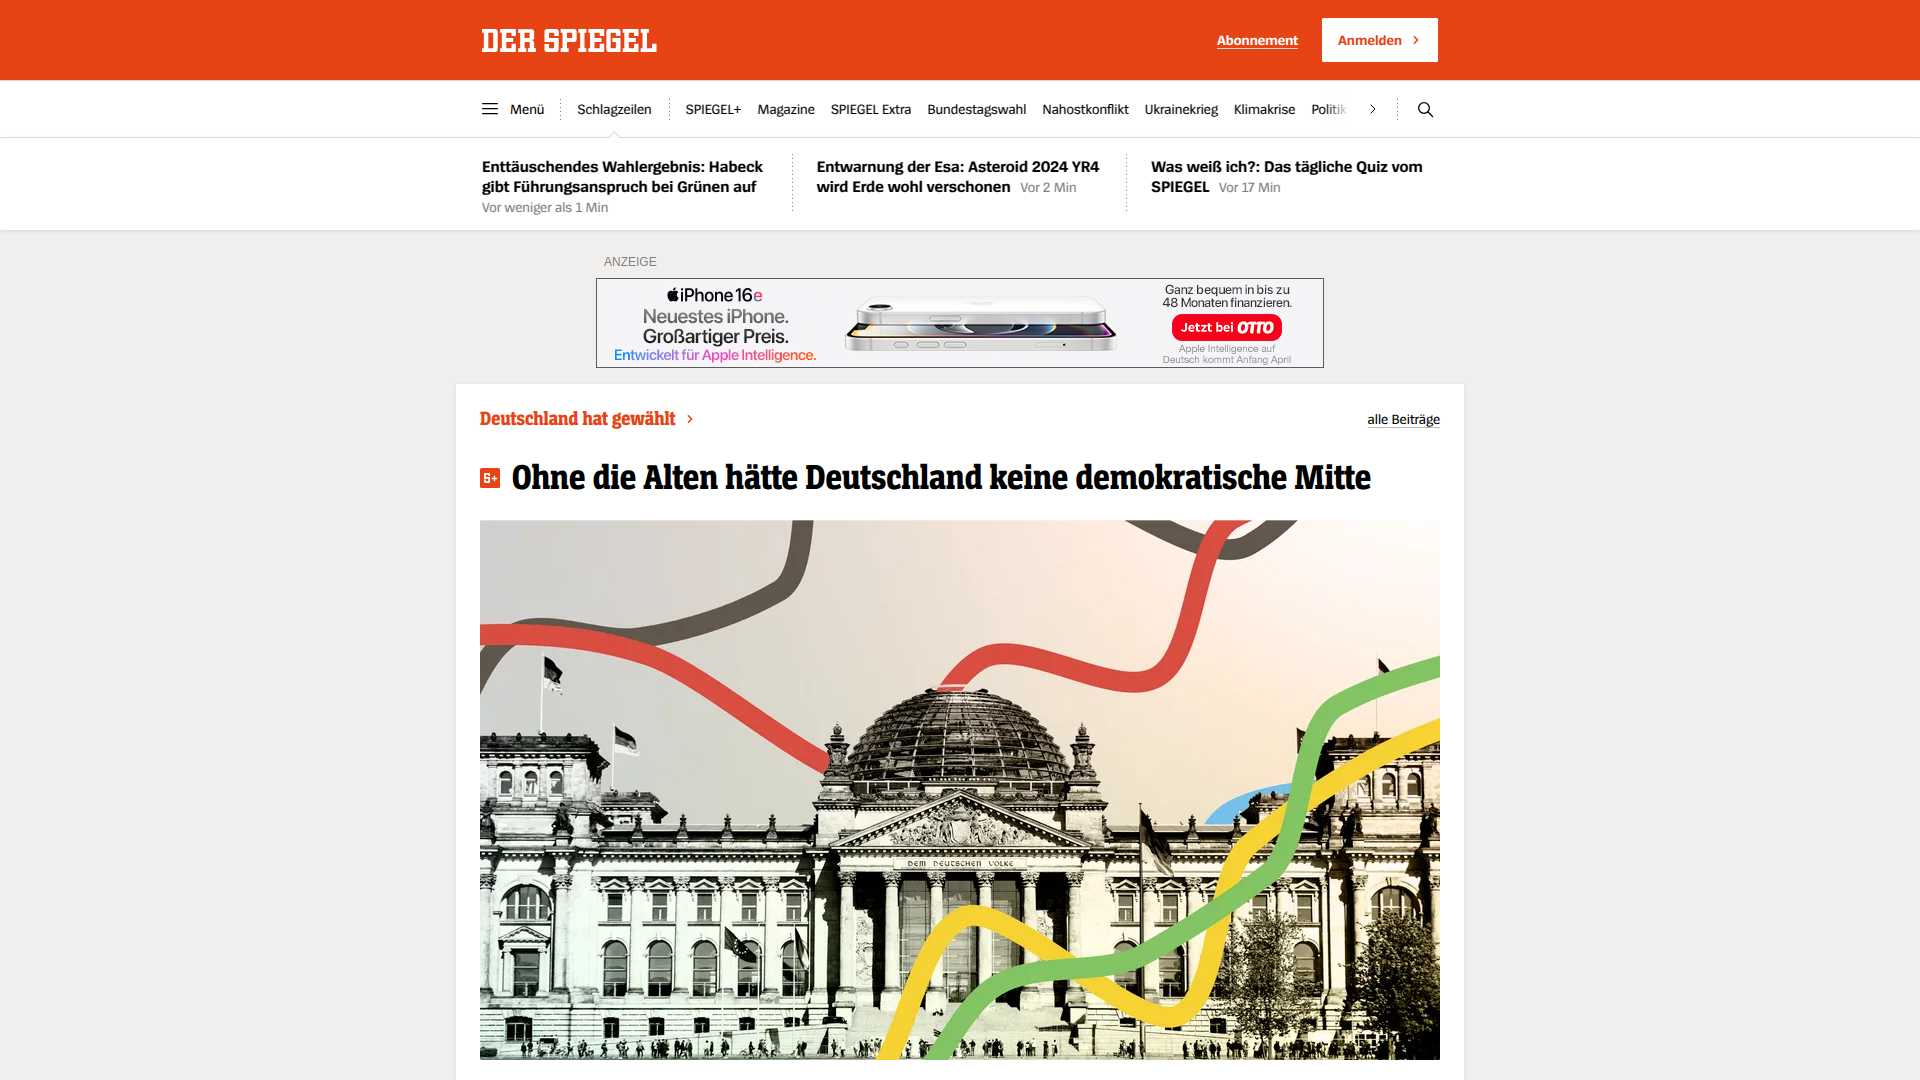 DER SPIEGEL
Abonnement
Anmelden
Menü
Schlagzeilen
SPIEGEL+
Magazine
SPIEGEL Extra
Bundestagswahl
Nahostkonflikt
Ukrainekrieg
Klimakrise
Politik
Enttäuschendes Wahlergebnis: Habeck
gibt Führungsanspruch bei Grünen auf
Vor weniger als 1 Min
Entwarnung der Esa: Asteroid 2024 YR4
wird Erde wohl verschonen Vor 2 Min
Was weiß ich?: Das tägliche Quiz vom
SPIEGEL Vor 17 Min
ANZEIGE
iPhone 16e
Neuestes iPhone.
Großartiger Preis.
Entwickelt für Apple Intelligence.
Ganz bequem in bis zu
48 Monaten finanzieren.
Jetzt bei OTTO
Apple Intelligence auf
Deutsch kommt Anfang April
Deutschland hat gewählt
alle Beiträge
S+ Ohne die Alten hätte Deutschland keine demokratische Mitte
DEM DEUTSCHEN VOLKE